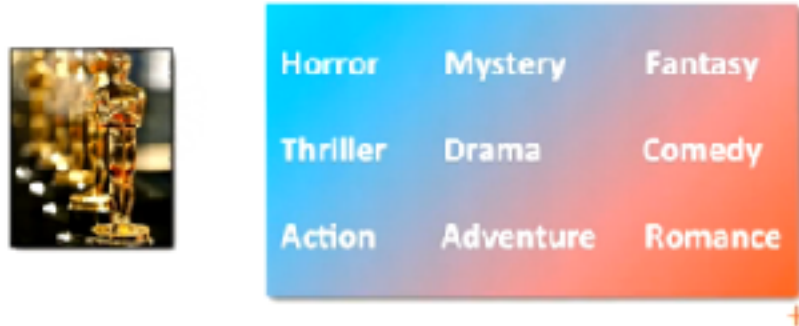 Horror Mystery Fantasy
Thriller Drama Comedy
Action Adventure Romance